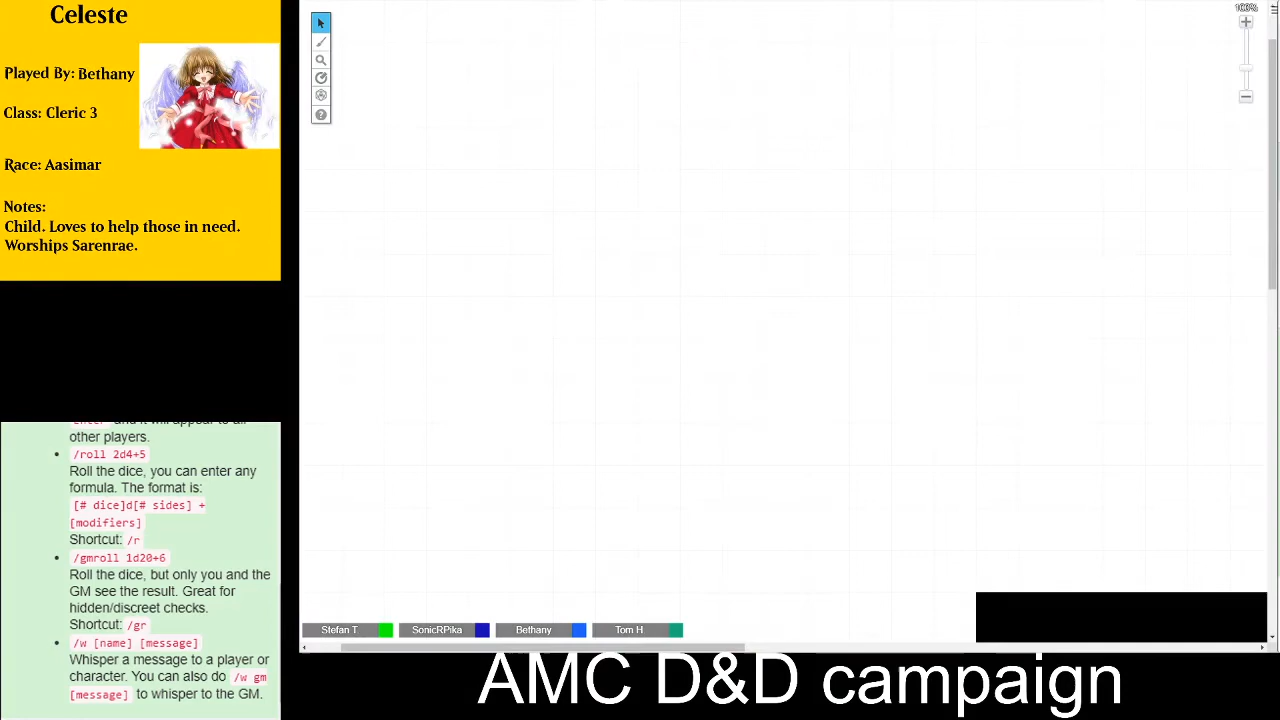 Celeste
Played By: Bethany
Class: Cleric 3
Race: Aasimar
Notes:
Child. Loves to help those in need.
Worships Sarenrae.
other players.
/roll 2d4+5
Roll the dice, you can enter any
formula. The format is:
[# dice]d[# sides] +
[modifiers]
Shortcut: /r
/gmroll 1d20+6
Roll the dice, but only you and the
GM see the result. Great for
hidden/discreet checks.
Shortcut: /gr
/w [name] [message]
Whisper a message to a player or
character. You can also do /w gm
[message] to whisper to the GM.
100%
Stefan T
SonicRPika
Bethany
Tom H
AMC D&D campaign